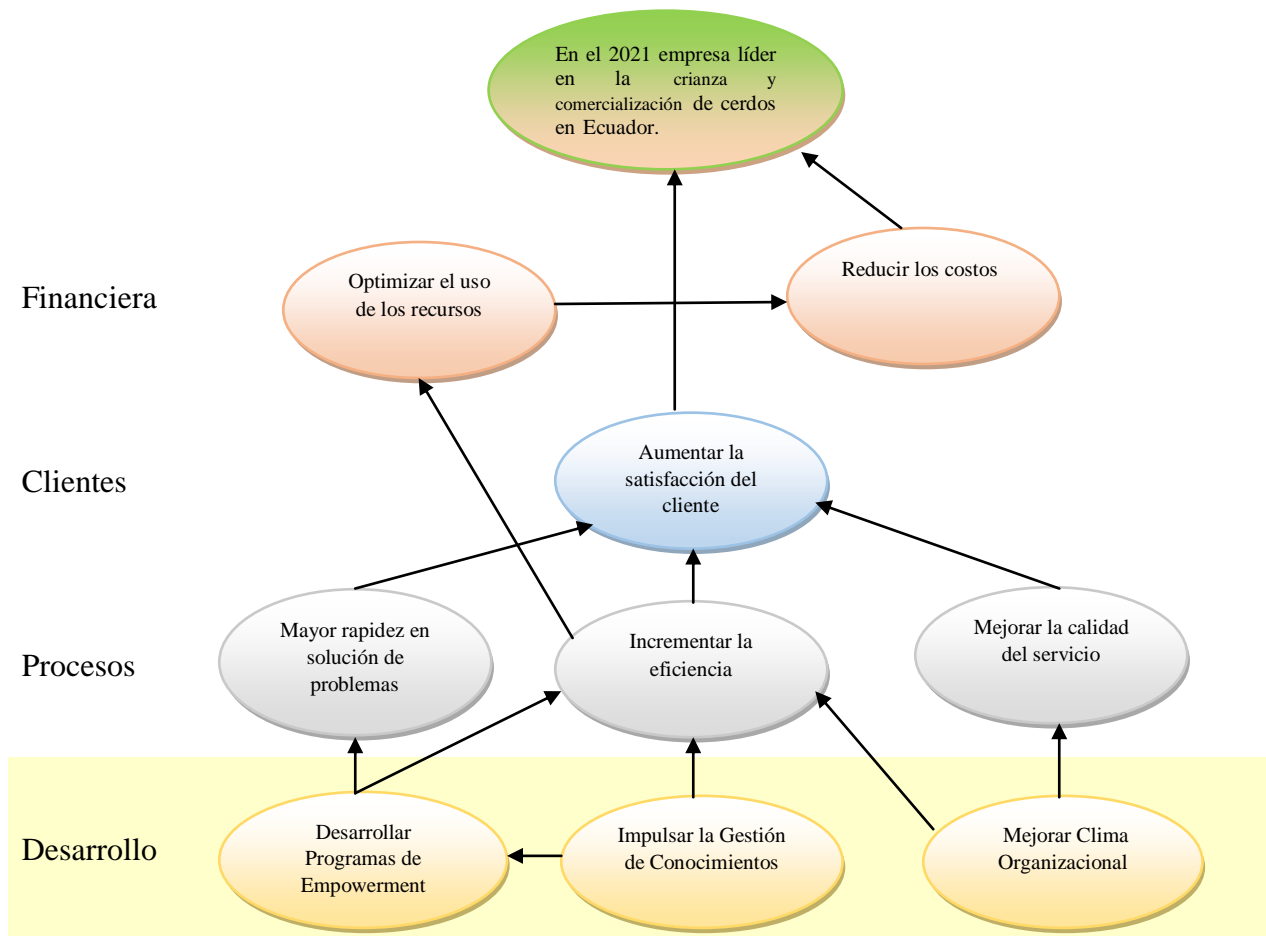 En el 2021 empresa líder
en la crianza y
comercialización de cerdos
en Ecuador.
Financiera
Optimizar el uso
de los recursos
Reducir los costos
Clientes
Aumentar la
satisfacción del
cliente
Procesos
Mayor rapidez en
solución de
problemas
Incrementar la
eficiencia
Mejorar la calidad
del servicio
Desarrollo
Desarrollar
Programas de
Empowerment
Impulsar la Gestión
de Conocimientos
Mejorar Clima
Organizacional